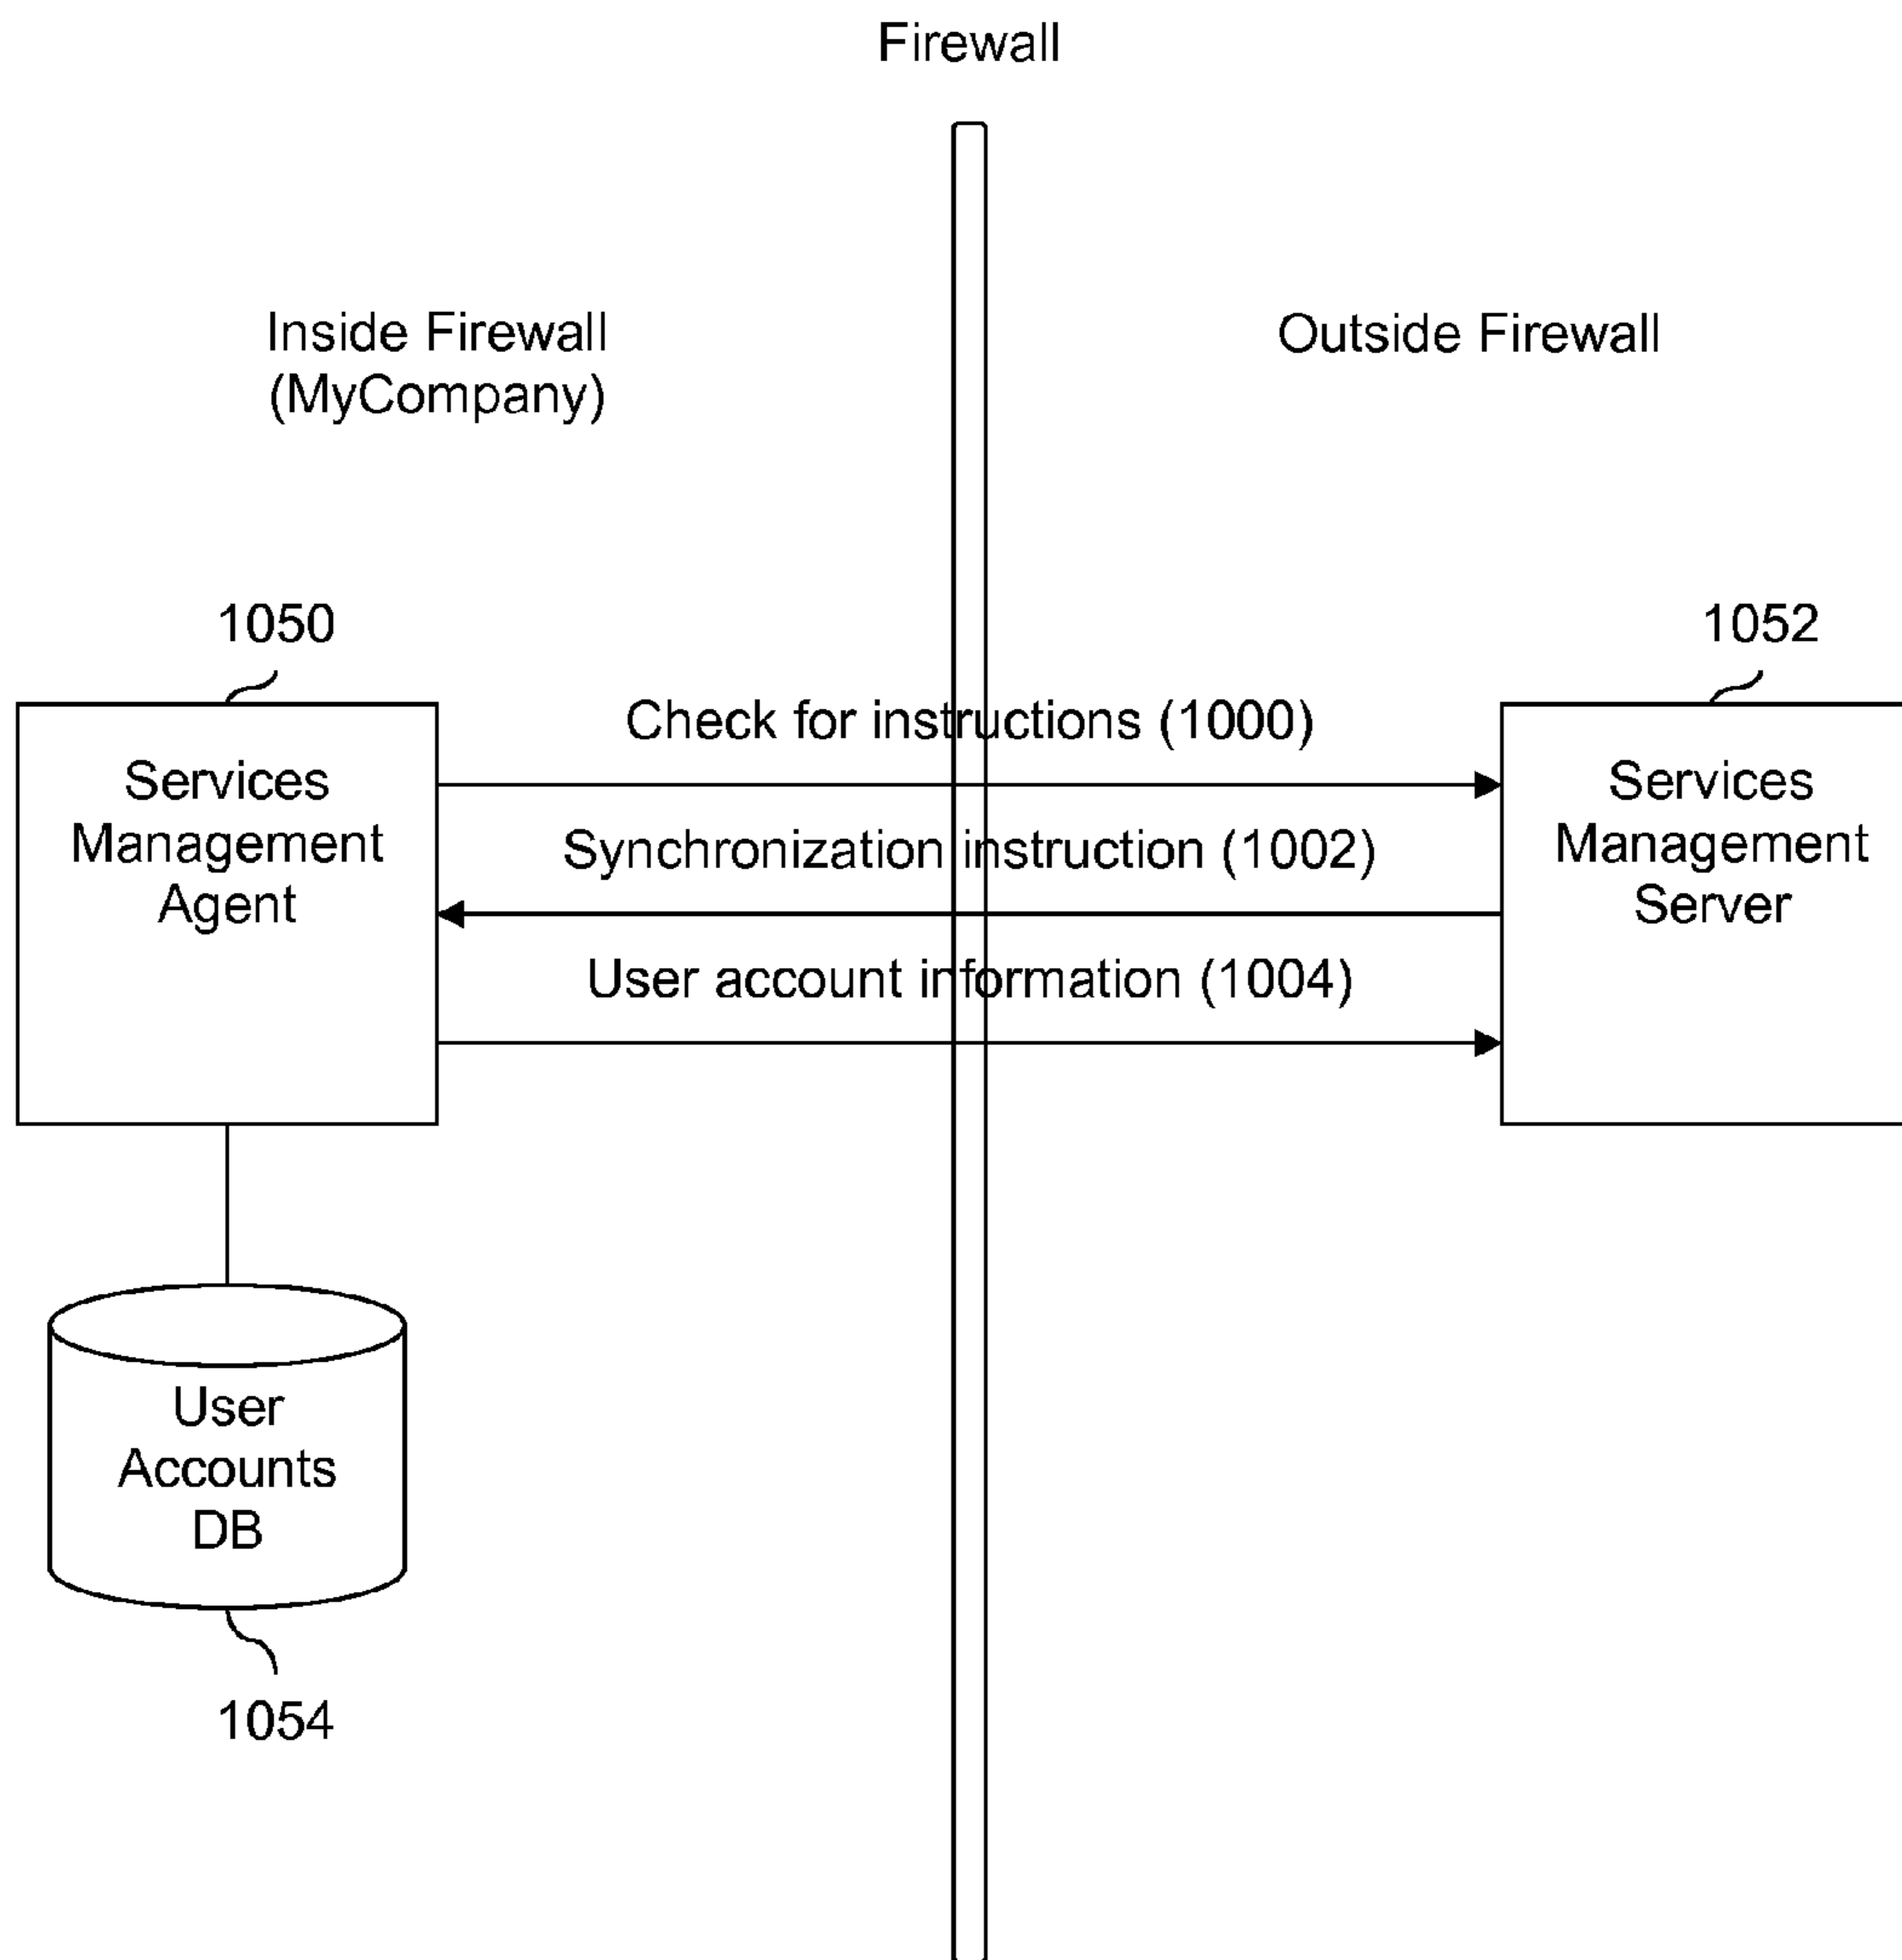 Firewall
Inside Firewall
(MyCompany)
Outside Firewall
1050
1052
Check for instructions (1000)
Services
Management
Agent
Synchronization instruction (1002)
User account information (1004)
Services
Management
Server
User
Accounts
DB
1054